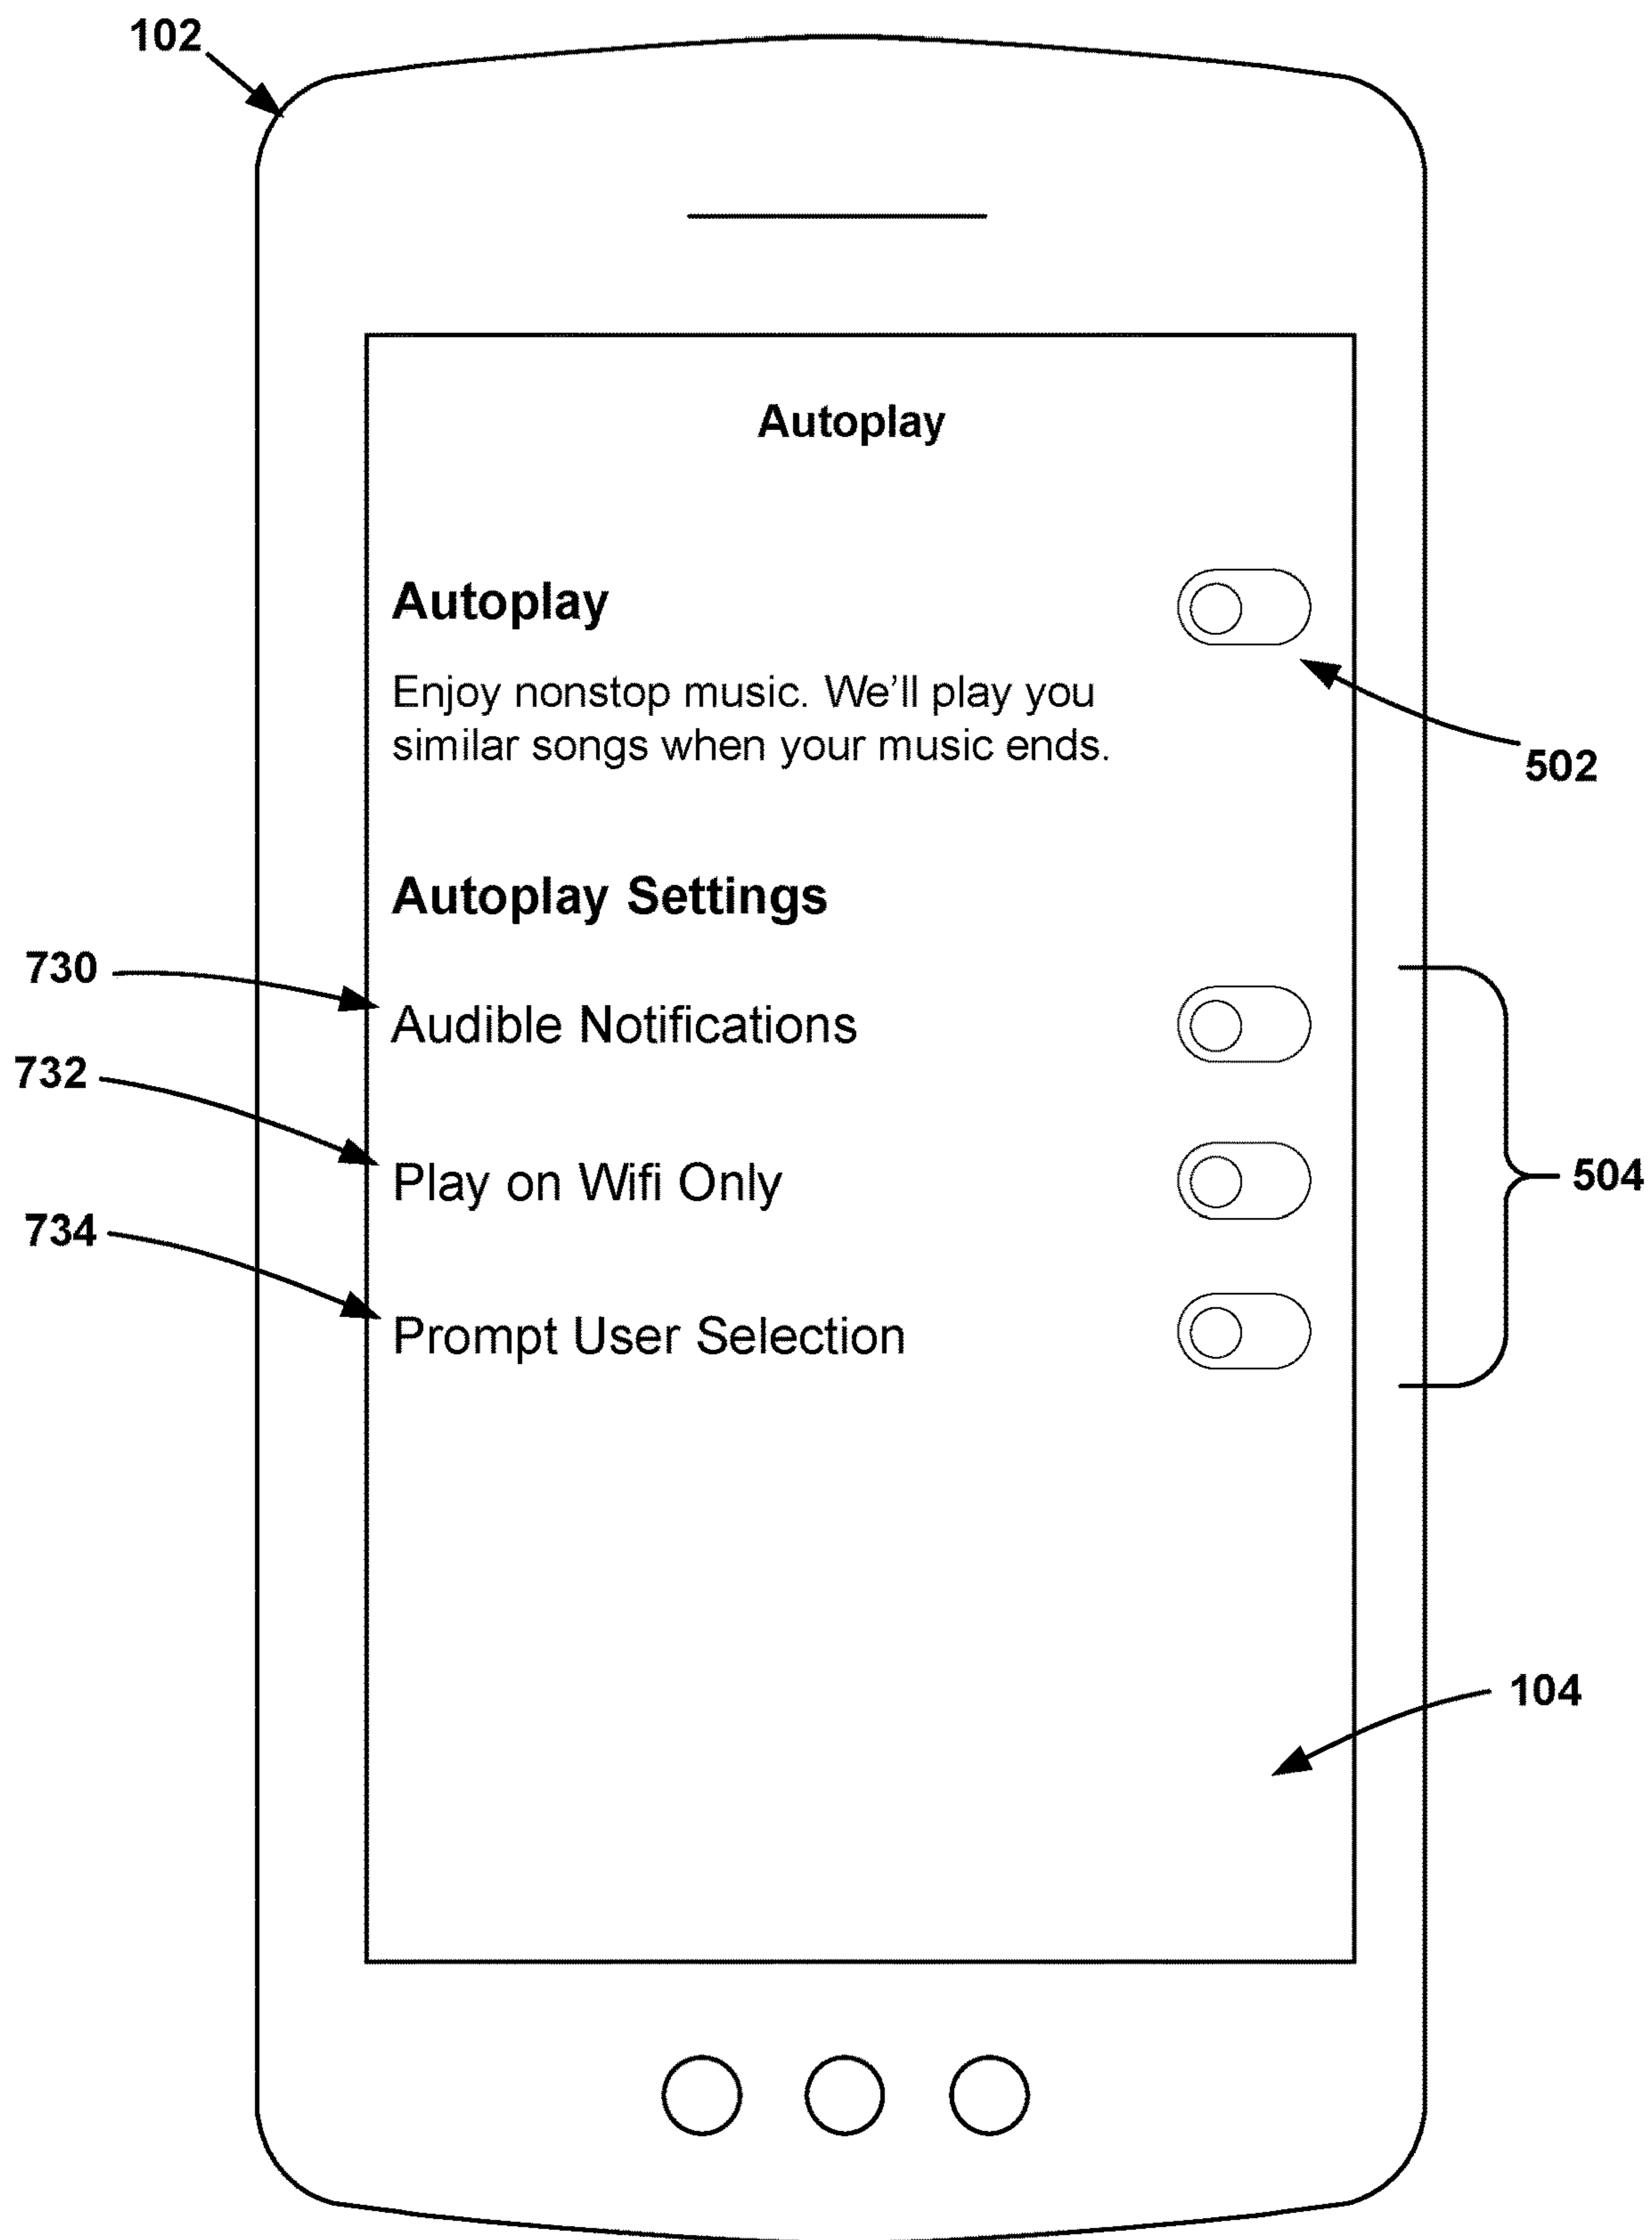 102
Autoplay
Autoplay
Enjoy nonstop music. We'll play you
similar songs when your music ends.
502
Autoplay Settings
730
Audible Notifications
732
Play on Wifi Only
504
734
Prompt User Selection
104